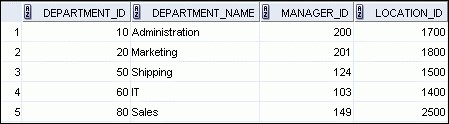 DEPARTMENT_ID DEPARTMENT_NAME MANAGER_ID LOCATION_ID
1 10 Administration 200 1700
2 20 Marketing 201 1800
3 50 Shipping 124 1500
4 60 IT 103 1400
5 80 Sales 149 2500